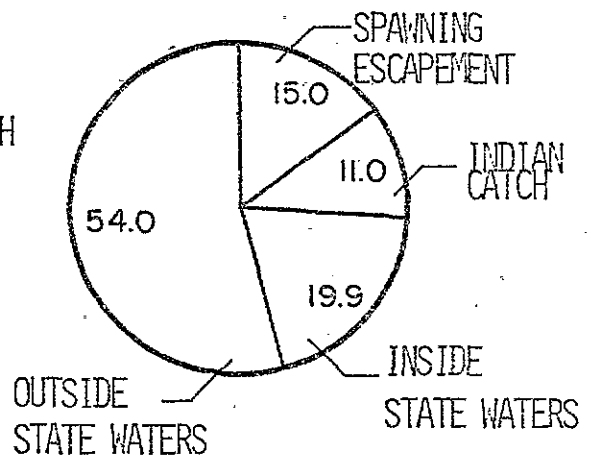 SPAWNING
ESCAPEMENT
15.0
H
INDIAN
CATCH
11.0
54.0
19.9
INSIDE
STATE WATERS
OUTSIDE
STATE WATERS